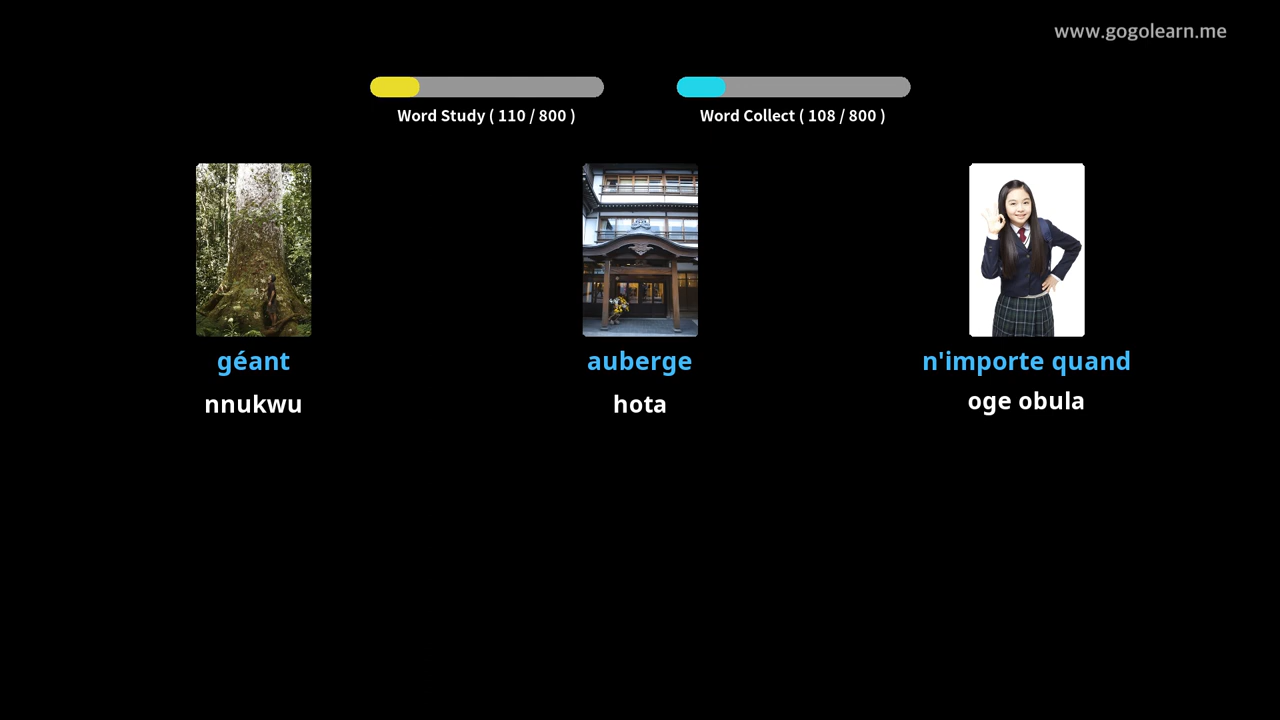 www.gogolearn.me
Word Study ( 110 / 800 )
Word Collect ( 108 / 800 )
géant
auberge
n'importe quand
nnukwu
hota
oge obula